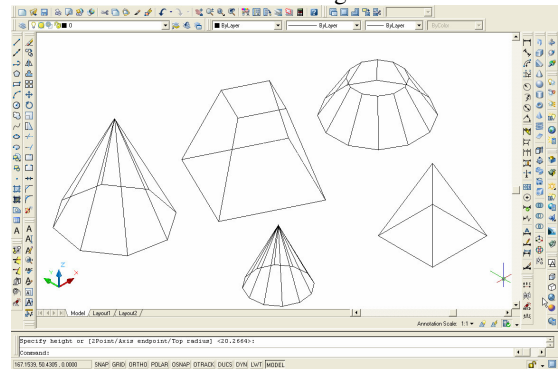 0
ByLayer
ByLayer
ByLayer
ByColor
Z
Y
X
Model / Layout1 / Layout2
Annotation Scale: 1:1
Specify height or [2Point/Axis endpoint/Top radius] <20.2664>:
Command:
167.1539, 50.4305 , 0.0000 SNAP GRID ORTHO POLAR OSNAP OTRACK DUCS DYN LWT MODEL